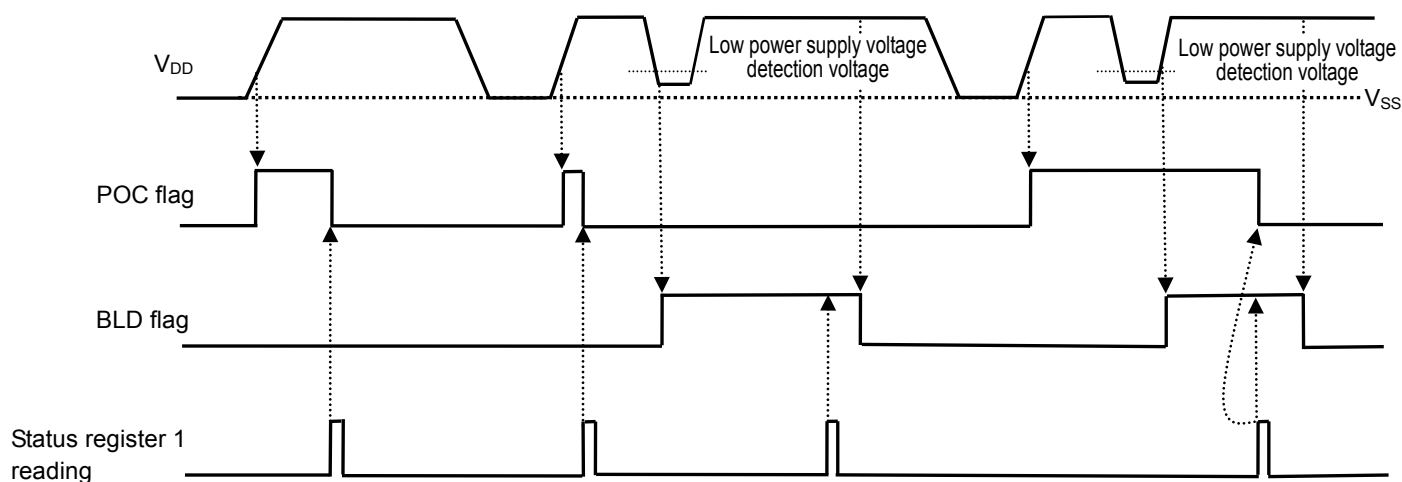 Low power supply voltage
detection voltage
Low power supply voltage
detection voltage
VDD
VSS
POC flag
BLD flag
Status register 1
reading